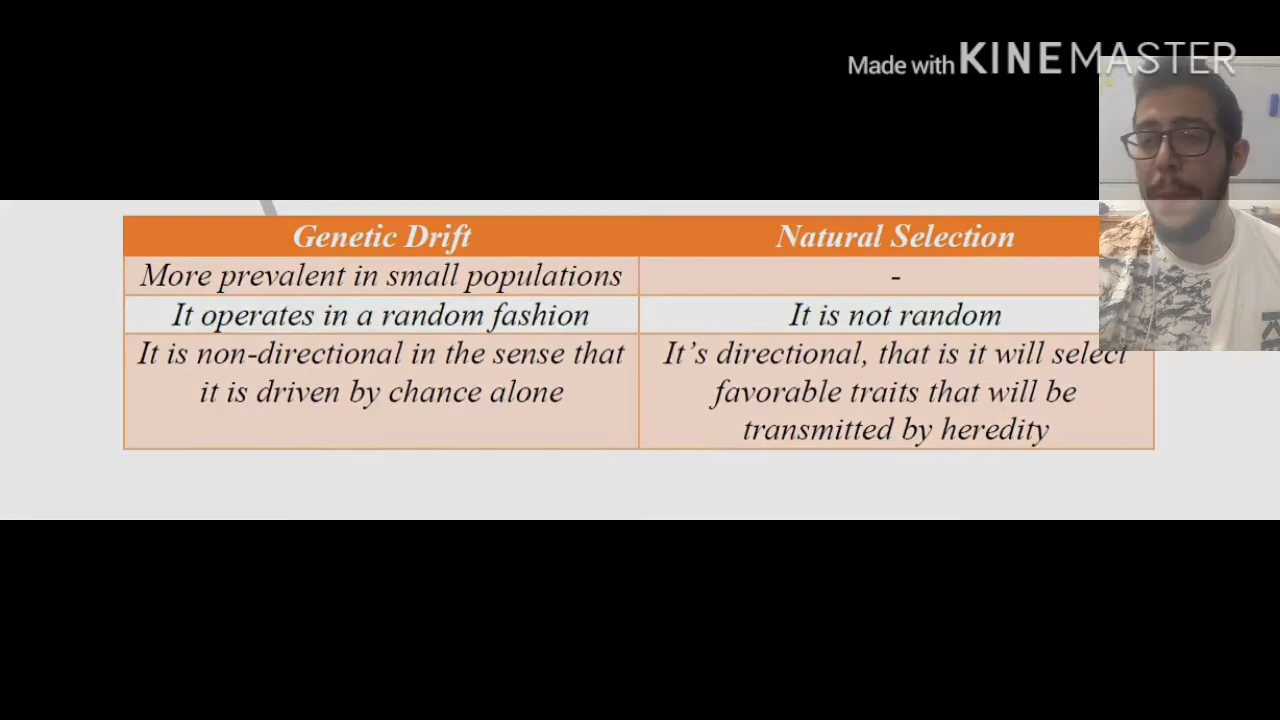 Made with KINEMASTER
Genetic Drift
Natural Selection
More prevalent in small populations
-
It operates in a random fashion
It is not random
It is non-directional in the sense that
it is driven by chance alone
It's directional, that is it will select
favorable traits that will be
transmitted by heredity